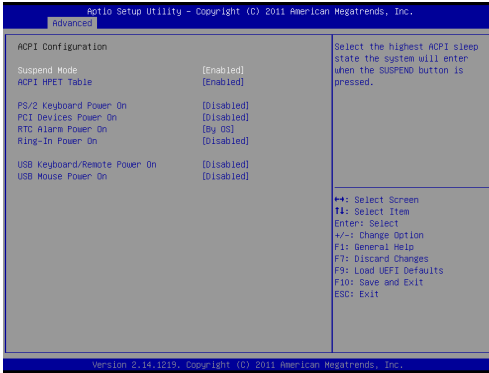 Aptio Setup Utility – Copyright (C) 2011 American Megatrends, Inc.
Advanced
ACPI Configuration
Suspend Mode [Enabled]
ACPI HPET Table [Enabled]
PS/2 Keyboard Power On [Disabled]
PCI Devices Power On [Disabled]
RTC Alarm Power On [By OS]
Ring-In Power On [Disabled]
USB Keyboard/Remote Power On [Disabled]
USB Mouse Power On [Disabled]
Select the highest ACPI sleep
state the system will enter
when the SUSPEND button is
pressed.
↔: Select Screen
↑↓: Select Item
Enter: Select
+/-: Change Option
F1: General Help
F7: Discard Changes
F9: Load UEFI Defaults
F10: Save and Exit
ESC: Exit
Version 2.14.1219. Copyright (C) 2011 American Megatrends, Inc.